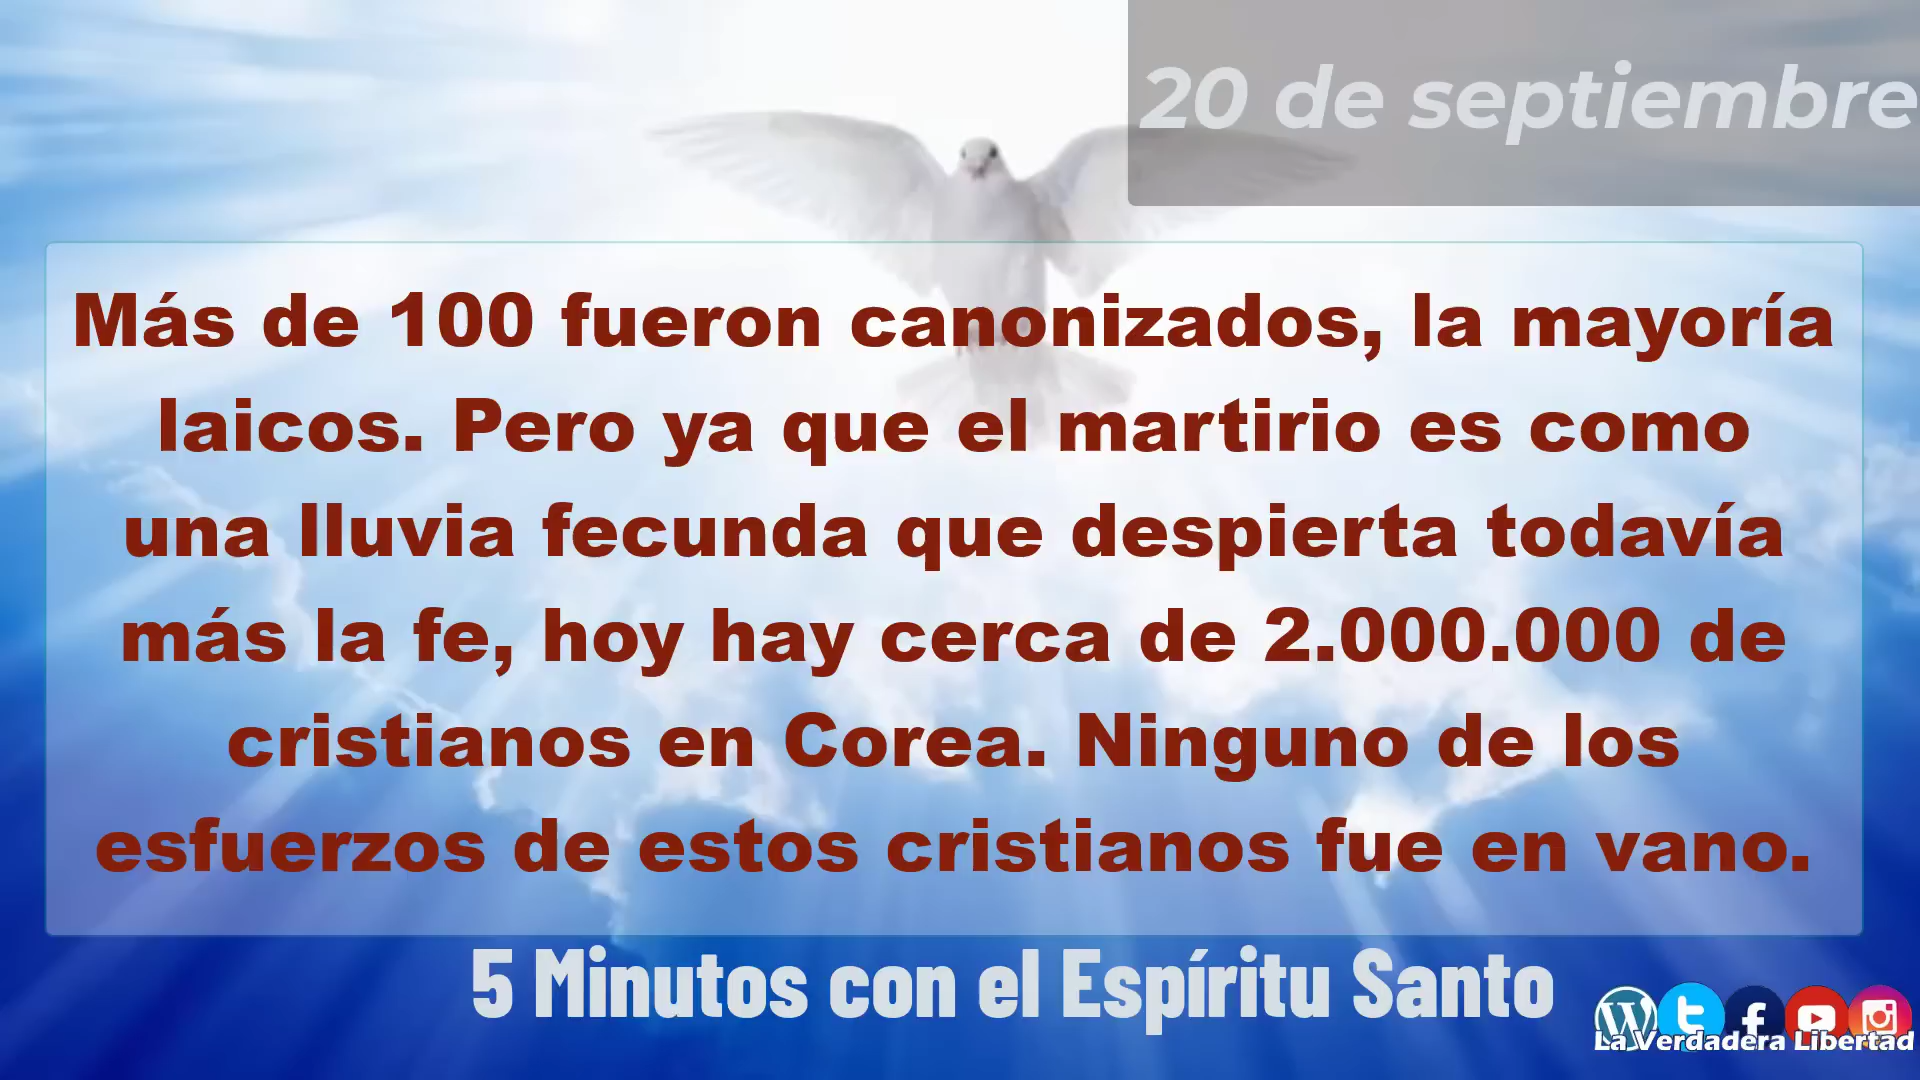 20 de septiembre
Más de 100 fueron canonizados, la mayoría
laicos. Pero ya que el martirio es como
una lluvia fecunda que despierta todavía
más la fe, hoy hay cerca de 2.000.000 de
cristianos en Corea. Ninguno de los
esfuerzos de estos cristianos fue en vano.
5 Minutos con el Espíritu Santo
La Verdadera Libertad